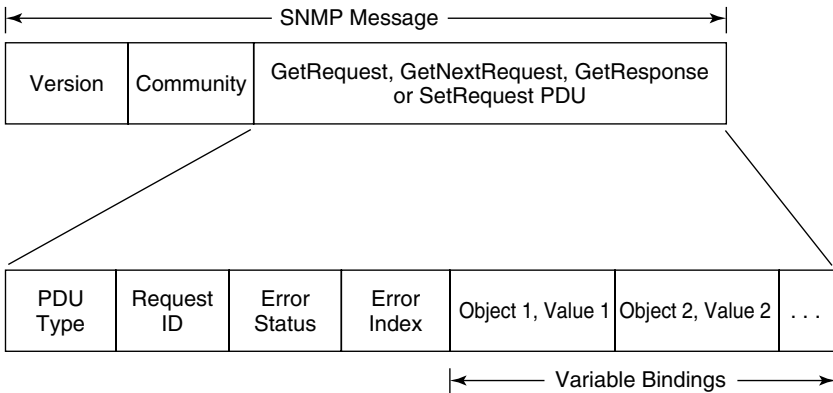 SNMP Message
Version
Community
GetRequest, GetNextRequest, GetResponse
or SetRequest PDU
PDU
Type
Request
ID
Error
Status
Error
Index
Object 1, Value 1
Object 2, Value 2
. . .
Variable Bindings